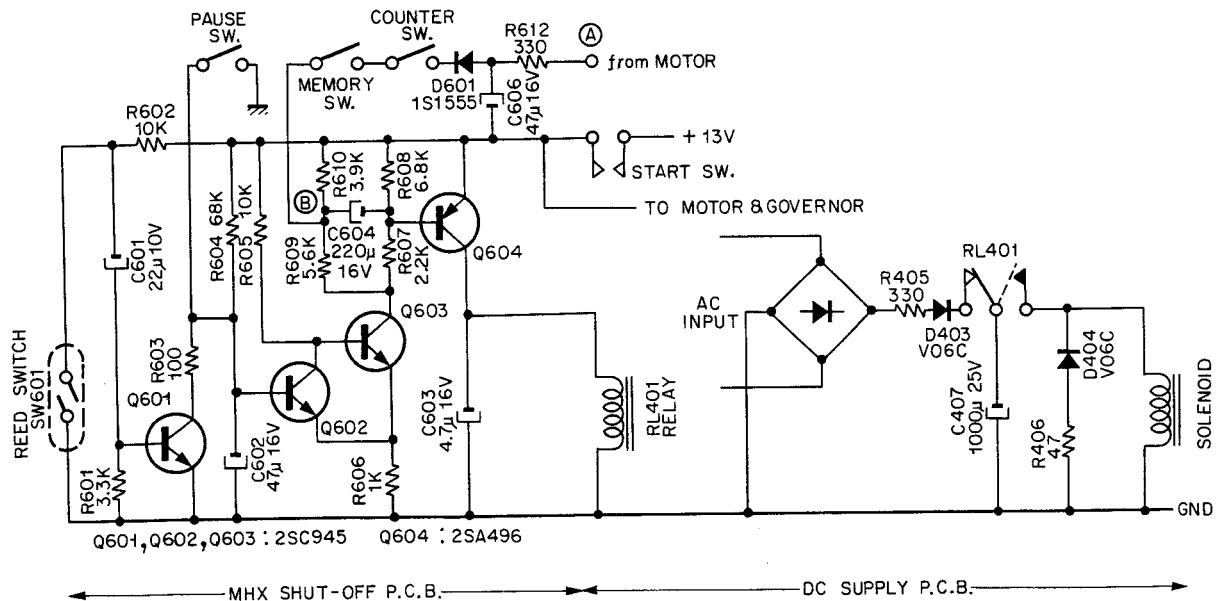 PAUSE
SW.
COUNTER
SW.
MEMORY
SW.
D601
1S1555
R612
330
A
from MOTOR
C606
47μ16V
+13V
START SW.
TO MOTOR & GOVERNOR
R602
10K
C601
22μ10V
R604 68K
R605 10K
R610
3.9K
R608
6.8K
B
C604
220μ
16V
R609
5.6K
R607
2.2K
Q604
Q603
R603
100
Q601
Q602
REED SWITCH
SW601
R601
3.3K
C602
47μ16V
R606
1K
C603
4.7μ16V
RL401
RELAY
AC
INPUT
R405
330
D403
V06C
RL401
C407
1000μ 25V
D404
V06C
R406
47
SOLENOID
GND
Q601,Q602,Q603 : 2SC945
Q604 : 2SA496
MHX SHUT-OFF P.C.B.
DC SUPPLY P.C.B.